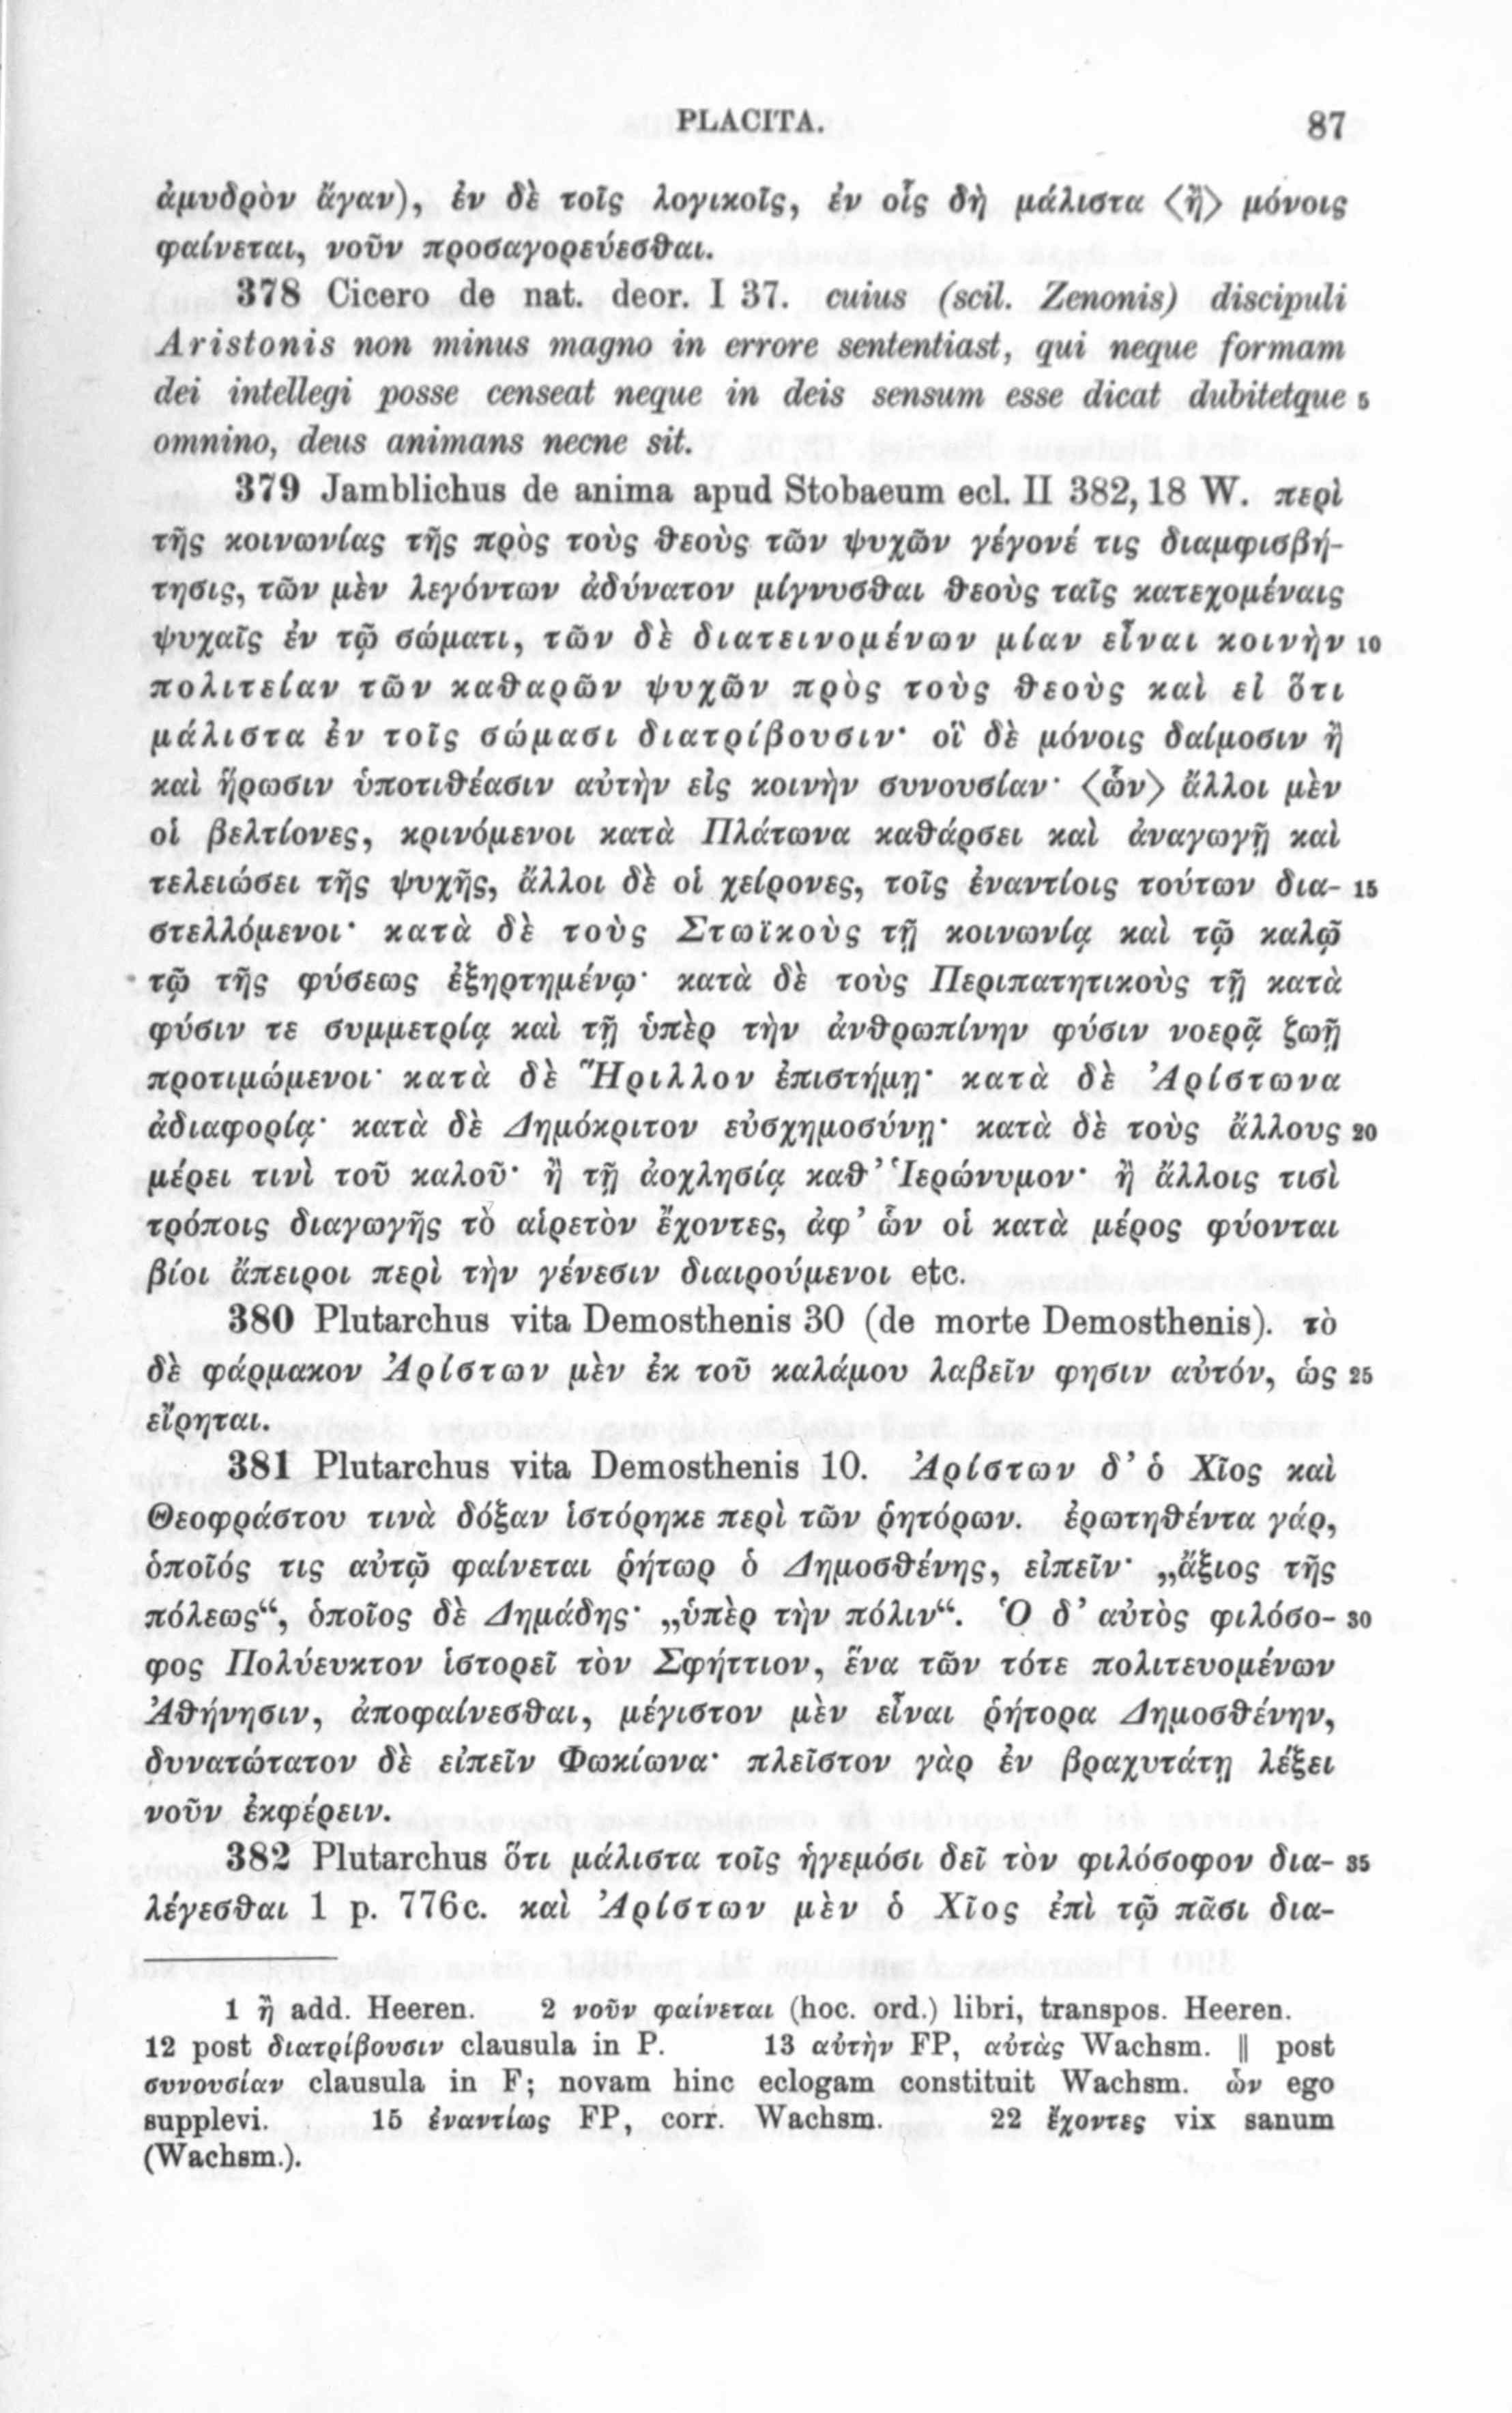 PLACITA. 87
ἀμυδρὸν ἄγαν), ἐν δὲ τοῖς λογικοῖς, ἐν οἷς δὴ μάλιστα <ἢ> μόνοις
φαίνεται, νοῦν προσαγορεύεσθαι.
378 Cicero de nat. deor. I 37. cuius (scil. Zenonis) discipuli
Aristonis non minus magno in errore sententiast, qui neque formam
dei intellegi posse censeat neque in deis sensum esse dicat dubitetque 5
omnino, deus animans necne sit.
379 Jamblichus de anima apud Stobaeum ecl. II 382, 18 W. περὶ
τῆς κοινωνίας τῆς πρὸς τοὺς θεοὺς τῶν ψυχῶν γέγονέ τις διαμφισβή-
τησις, τῶν μὲν λεγόντων ἀδύνατον μίγνυσθαι θεοὺς ταῖς κατεχομέναις
ψυχαῖς ἐν τῷ σώματι, τῶν δὲ διατεινομένων μίαν εἶναι κοινὴν 10
πολιτείαν τῶν καθαρῶν ψυχῶν πρὸς τοὺς θεοὺς καὶ εἰ ὅτι
μάλιστα ἐν τοῖς σώμασι διατρίβουσιν· οἳ δὲ μόνοις δαίμοσιν ἢ
καὶ ἥρωσιν ὑποτιθέασιν αὐτὴν εἰς κοινὴν συνουσίαν· <ὧν> ἄλλοι μὲν
οἱ βελτίονες, κρινόμενοι κατὰ Πλάτωνα καθάρσει καὶ ἀναγωγῇ καὶ
τελειώσει τῆς ψυχῆς, ἄλλοι δὲ οἱ χείρονες, τοῖς ἐναντίοις τούτων δια- 15
στελλόμενοι· κατὰ δὲ τοὺς Στωϊκοὺς τῇ κοινωνίᾳ καὶ τῷ καλῷ
τῷ τῆς φύσεως ἐξηρτημένῳ· κατὰ δὲ τοὺς Περιπατητικοὺς τῇ κατὰ
φύσιν τε συμμετρίᾳ καὶ τῇ ὑπὲρ τὴν ἀνθρωπίνην φύσιν νοερᾷ ζωῇ
προτιμώμενοι· κατὰ δὲ Ἥριλλον ἐπιστήμῃ· κατὰ δὲ Ἀρίστωνα
ἀδιαφορίᾳ· κατὰ δὲ Δημόκριτον εὐσχημοσύνῃ· κατὰ δὲ τοὺς ἄλλους 20
μέρει τινὶ τοῦ καλοῦ· ἢ τῇ ἀοχλησίᾳ καθ’ Ἱερώνυμον· ἢ ἄλλοις τισὶ
τρόποις διαγωγῆς τὸ αἱρετὸν ἔχοντες, ἀφ’ ὧν οἱ κατὰ μέρος φύονται
βίοι ἄπειροι περὶ τὴν γένεσιν διαιρούμενοι etc.
380 Plutarchus vita Demosthenis 30 (de morte Demosthenis). τὸ
δὲ φάρμακον Ἀρίστων μὲν ἐκ τοῦ καλάμου λαβεῖν φησιν αὐτόν, ὡς 25
εἴρηται.
381 Plutarchus vita Demosthenis 10. Ἀρίστων δ’ ὁ Χῖος καὶ
Θεοφράστου τινὰ δόξαν ἱστόρηκε περὶ τῶν ῥητόρων. ἐρωτηθέντα γάρ,
ὁποῖός τις αὐτῷ φαίνεται ῥήτωρ ὁ Δημοσθένης, εἰπεῖν· „ἄξιος τῆς
πόλεως“, ὁποῖος δὲ Δημάδης· „ὑπὲρ τὴν πόλιν“. Ὁ δ’ αὐτὸς φιλόσο- 30
φος Πολύευκτον ἱστορεῖ τὸν Σφήττιον, ἕνα τῶν τότε πολιτευομένων
Ἀθήνησιν, ἀποφαίνεσθαι, μέγιστον μὲν εἶναι ῥήτορα Δημοσθένην,
δυνατώτατον δὲ εἰπεῖν Φωκίωνα· πλεῖστον γὰρ ἐν βραχυτάτῃ λέξει
νοῦν ἐκφέρειν.
382 Plutarchus ὅτι μάλιστα τοῖς ἡγεμόσι δεῖ τὸν φιλόσοφον δια- 35
λέγεσθαι 1 p. 776 c. καὶ Ἀρίστων μὲν ὁ Χῖος ἐπὶ τῷ πᾶσι δια-
1 ἢ add. Heeren. 2 νοῦν φαίνεται (hoc. ord.) libri, transpos. Heeren.
12 post διατρίβουσιν clausula in P. 13 αὐτὴν FP, αὐτὰς Wachsm. ‖ post
συνουσίαν clausula in F; novam hinc eclogam constituit Wachsm. ὧν ego
supplevi. 15 ἐναντίως FP, corr. Wachsm. 22 ἔχοντες vix sanum
(Wachsm.).